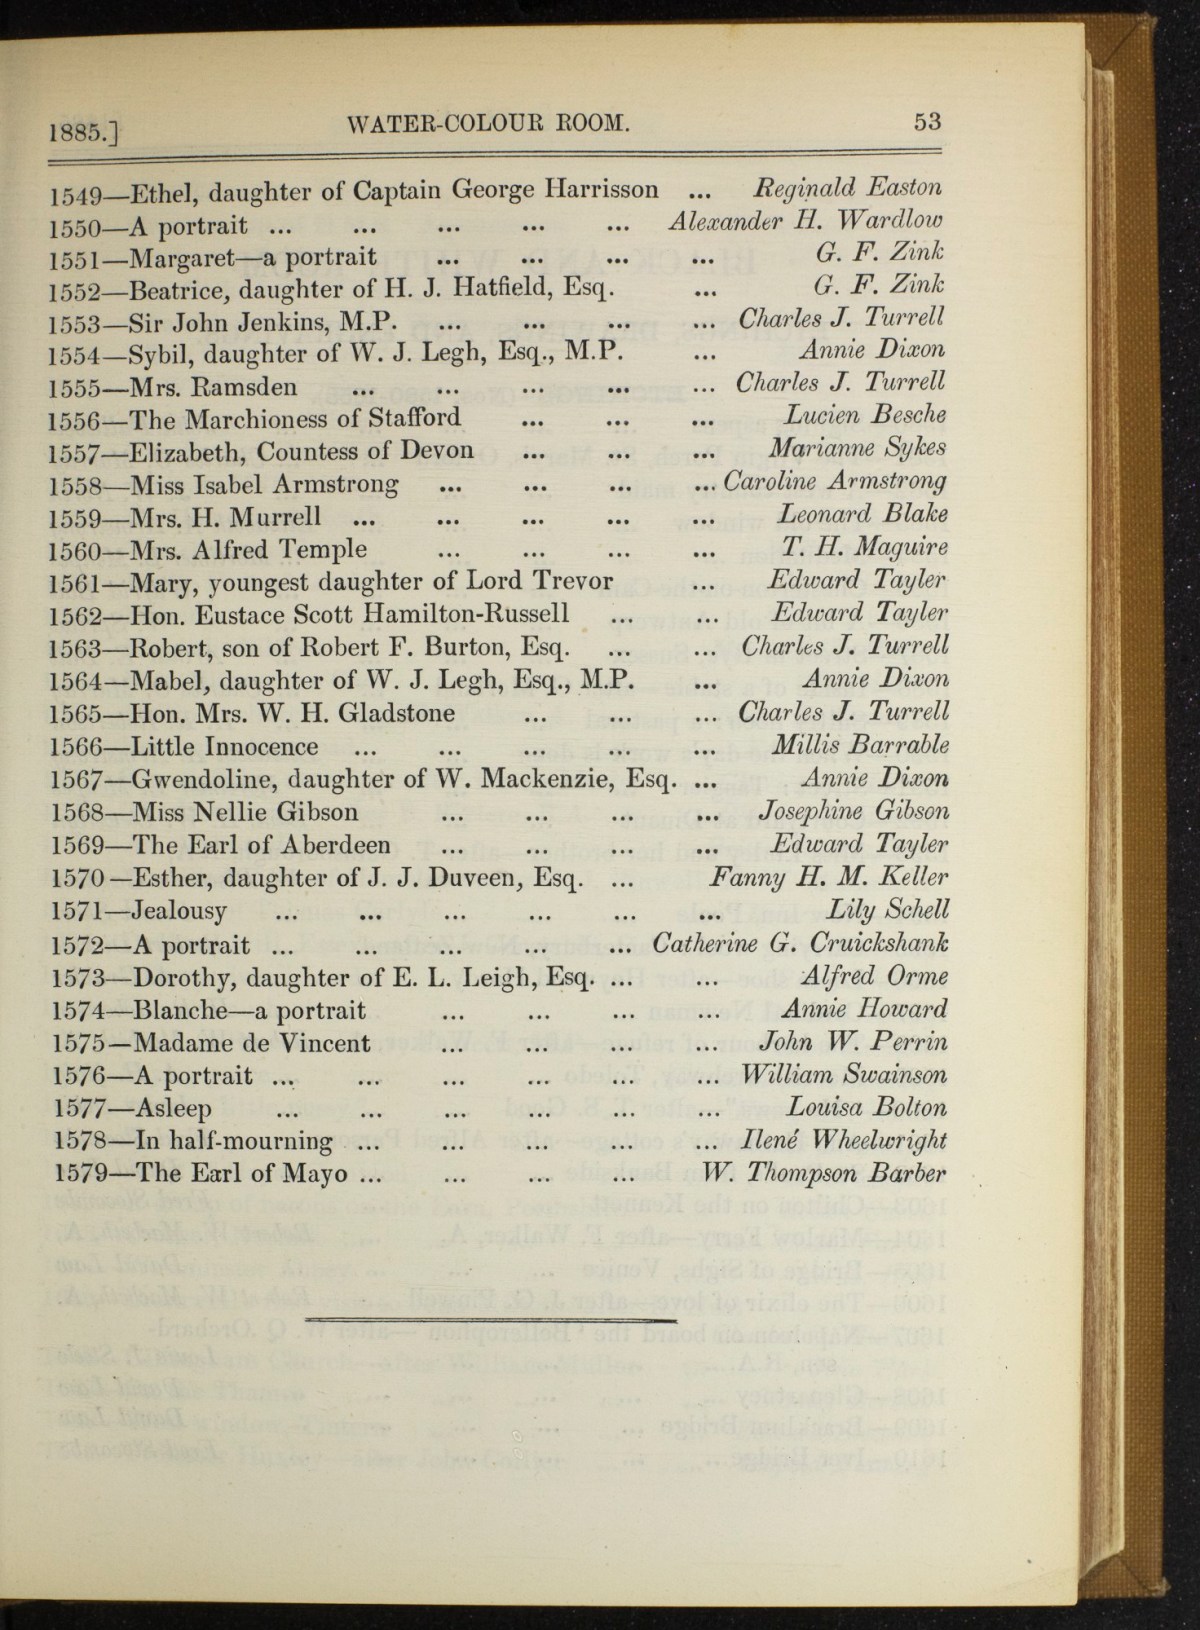 1885.] WATER-COLOUR ROOM. 53
1549—Ethel, daughter of Captain George Harrisson ... Reginald Easton
1550—A portrait ... ... ... ... ... Alexander H. Wardlow
1551—Margaret—a portrait ... ... ... ... G. F. Zink
1552—Beatrice, daughter of H. J. Hatfield, Esq. ... G. F. Zink
1553—Sir John Jenkins, M.P. ... ... ... ... Charles J. Turrell
1554—Sybil, daughter of W. J. Legh, Esq., M.P. ... Annie Dixon
1555—Mrs. Ramsden ... ... ... ... ... Charles J. Turrell
1556—The Marchioness of Stafford ... ... ... Lucien Besche
1557—Elizabeth, Countess of Devon ... ... ... Marianne Sykes
1558—Miss Isabel Armstrong ... ... ... ... Caroline Armstrong
1559—Mrs. H. Murrell ... ... ... ... ... Leonard Blake
1560—Mrs. Alfred Temple ... ... ... ... T. H. Maguire
1561—Mary, youngest daughter of Lord Trevor ... Edward Tayler
1562—Hon. Eustace Scott Hamilton-Russell ... ... Edward Tayler
1563—Robert, son of Robert F. Burton, Esq. ... ... Charles J. Turrell
1564—Mabel, daughter of W. J. Legh, Esq., M.P. ... Annie Dixon
1565—Hon. Mrs. W. H. Gladstone ... ... ... Charles J. Turrell
1566—Little Innocence ... ... ... ... ... Millis Barrable
1567—Gwendoline, daughter of W. Mackenzie, Esq. ... Annie Dixon
1568—Miss Nellie Gibson ... ... ... ... Josephine Gibson
1569—The Earl of Aberdeen ... ... ... ... Edward Tayler
1570—Esther, daughter of J. J. Duveen, Esq. ... Fanny H. M. Keller
1571—Jealousy ... ... ... ... ... ... Lily Schell
1572—A portrait ... ... ... ... ... Catherine G. Cruickshank
1573—Dorothy, daughter of E. L. Leigh, Esq. ... ... Alfred Orme
1574—Blanche—a portrait ... ... ... ... Annie Howard
1575—Madame de Vincent ... ... ... ... John W. Perrin
1576—A portrait ... ... ... ... ... ... William Swainson
1577—Asleep ... ... ... ... ... ... Louisa Bolton
1578—In half-mourning ... ... ... ... ... Ilené Wheelwright
1579—The Earl of Mayo ... ... ... ... W. Thompson Barber